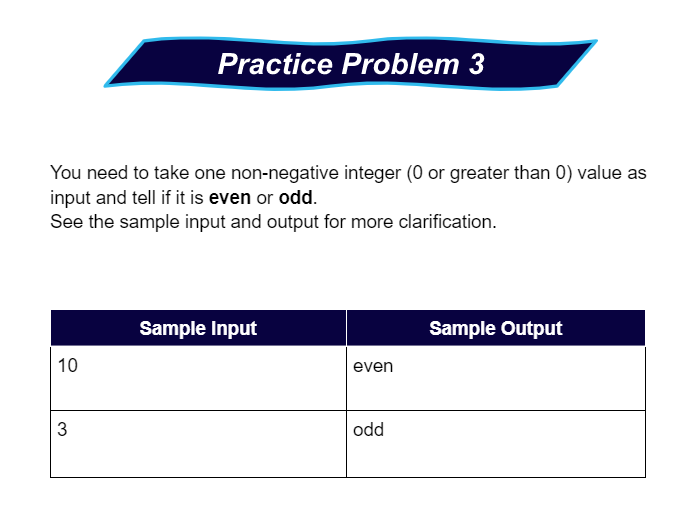 Practice Problem 3
You need to take one non-negative integer (0 or greater than 0) value as
input and tell if it is even or odd.
See the sample input and output for more clarification.
Sample Input Sample Output
10 even
3 odd